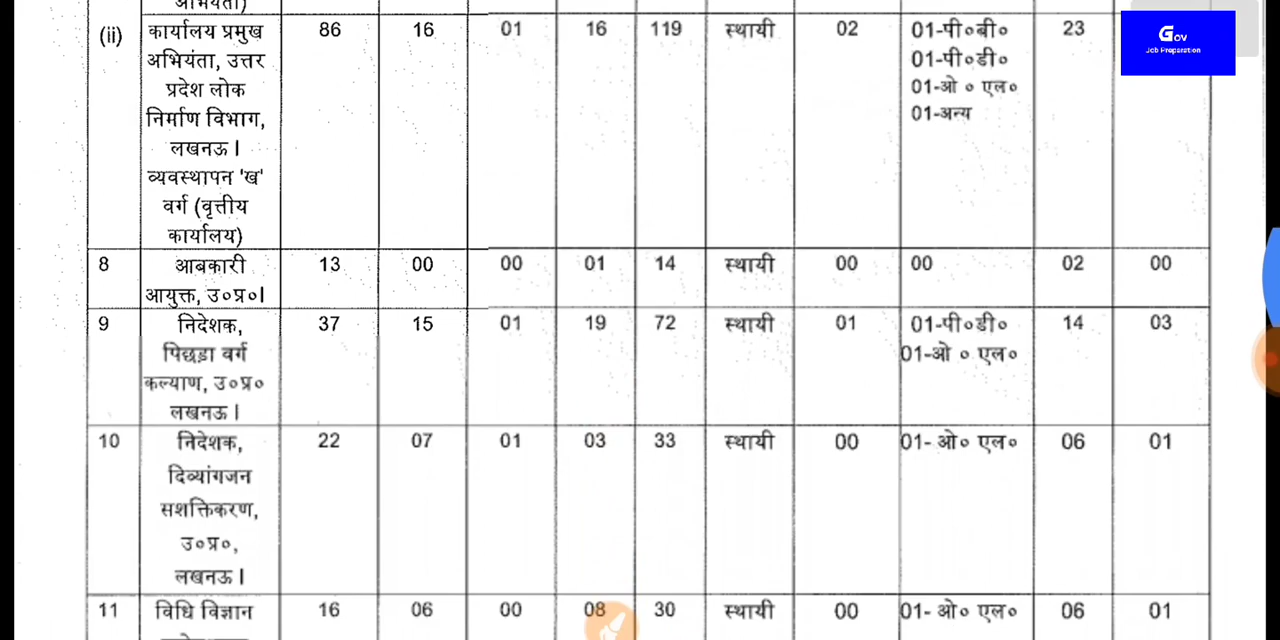 अभियंता)
(ii) कार्यालय प्रमुख 86 16 01 16 119 स्थायी 02 01-पी०बी० 23
अभियंता, उत्तर 01-पी०डी०
प्रदेश लोक 01-ओ ० एल०
निर्माण विभाग, 01-अन्य
लखनऊ।
व्यवस्थापन 'ख'
वर्ग (वृत्तीय
कार्यालय)
Gov
Job Preparation
8 आबकारी 13 00 00 01 14 स्थायी 00 00 02 00
आयुक्त, उ०प्र०।
9 निदेशक, 37 15 01 19 72 स्थायी 01 01-पी०डी० 14 03
पिछड़ा वर्ग 01-ओ ० एल०
कल्याण, उ०प्र०
लखनऊ।
10 निदेशक, 22 07 01 03 33 स्थायी 00 01- ओ० एल० 06 01
दिव्यांगजन
सशक्तिकरण,
उ०प्र०,
लखनऊ।
11 विधि विज्ञान 16 06 00 08 30 स्थायी 00 01- ओ० एल० 06 01